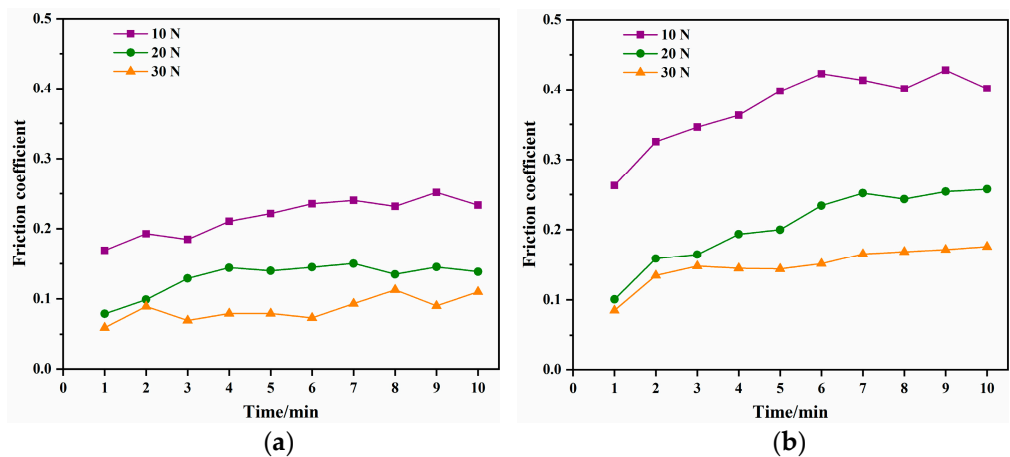 0.5
0.4
0.3
0.2
0.1
0.0
Friction coefficient
10 N
20 N
30 N
0 1 2 3 4 5 6 7 8 9 10
Time/min
(a)
0.5
0.4
0.3
0.2
0.1
0.0
Friction coefficient
10 N
20 N
30 N
0 1 2 3 4 5 6 7 8 9 10
Time/min
(b)